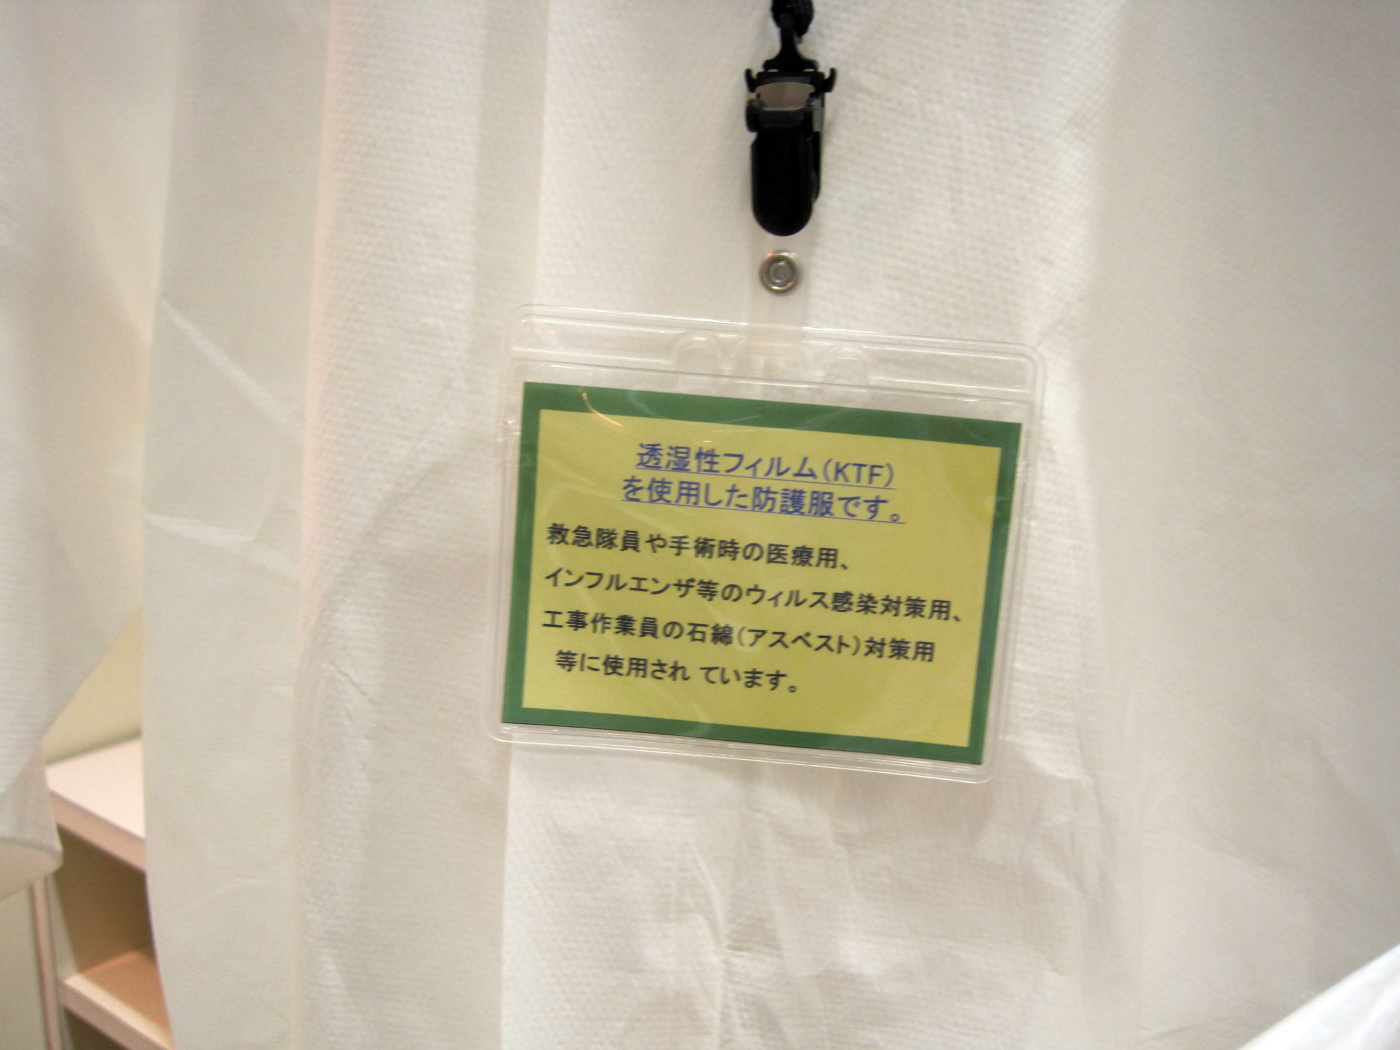 透湿性フィルム(KTF)
を使用した防護服です。
救急隊員や手術時の医療用、
インフルエンザ等のウィルス感染対策用、
工事作業員の石綿(アスベスト)対策用
等に使用され ています。